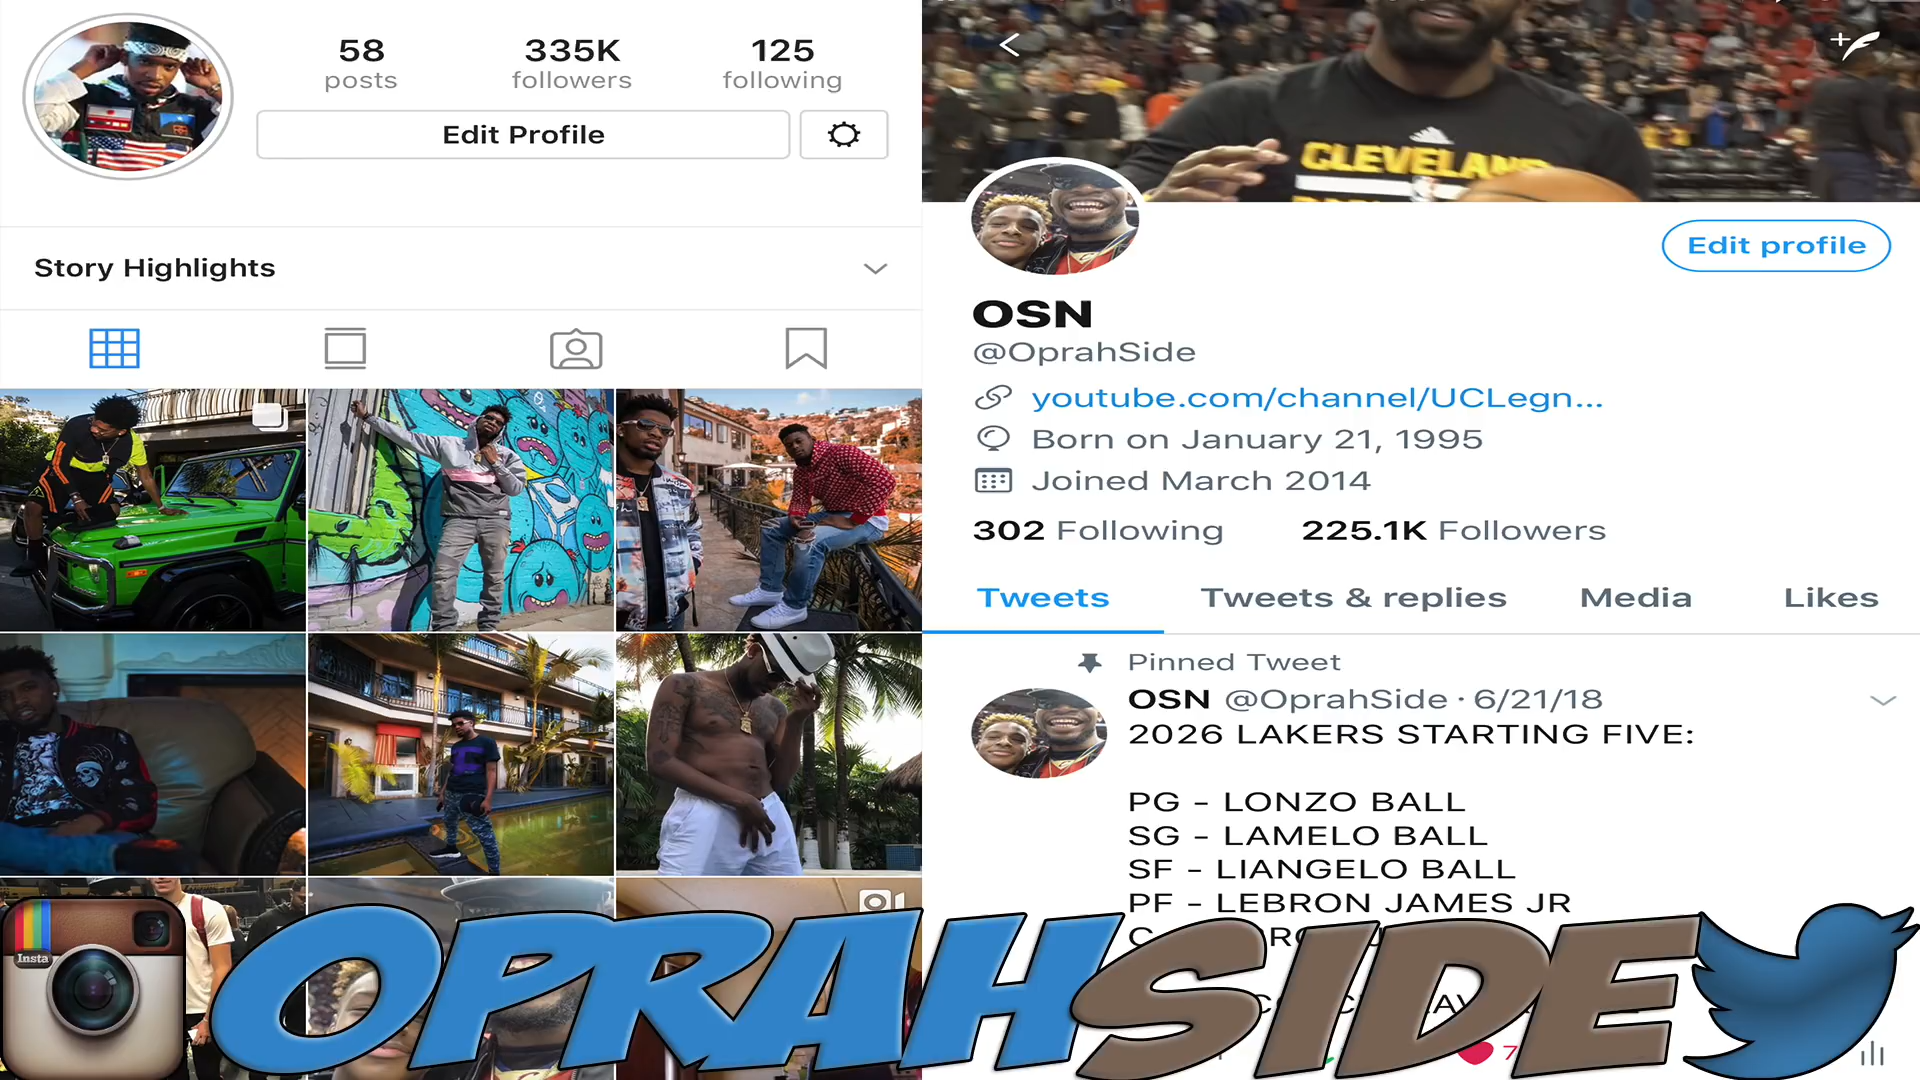 58
335K
125
posts
followers
following
Edit Profile
Story Highlights
CLEVELAND
Edit profile
OSN
@OprahSide
youtube.com/channel/UCLegn...
Born on January 21, 1995
Joined March 2014
302 Following
225.1K Followers
Tweets
Tweets & replies
Media
Likes
Pinned Tweet
OSN @OprahSide · 6/21/18
2026 LAKERS STARTING FIVE:
PG - LONZO BALL
SG - LAMELO BALL
SF - LIANGELO BALL
PF - LEBRON JAMES JR
Insta
OPRAHSIDE